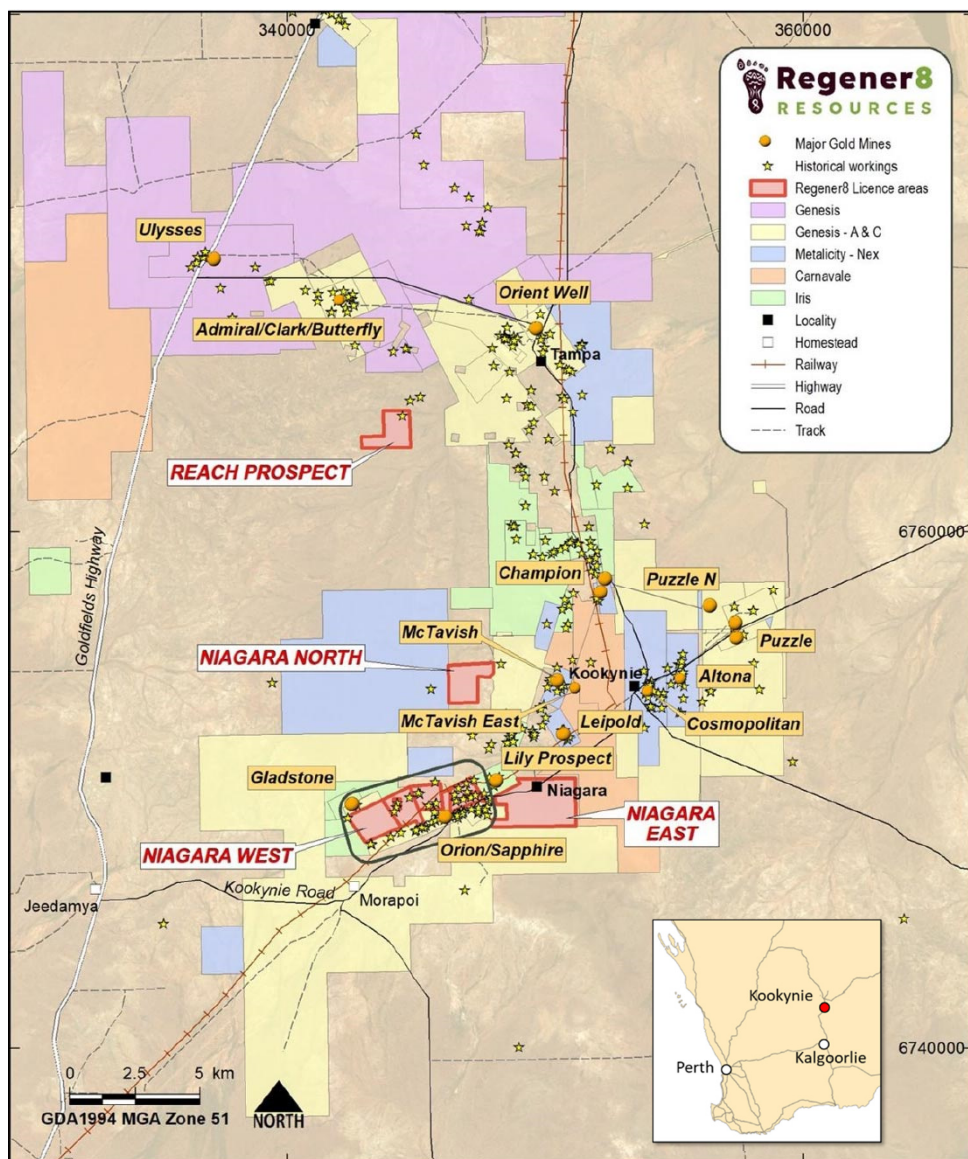 340000
360000
Regener8
RESOURCES
Major Gold Mines
Historical workings
Regener8 Licence areas
Genesis
Genesis - A & C
Metalicity - Nex
Carnavale
Iris
Locality
Homestead
Railway
Highway
Road
Track
Ulysses
Orient Well
Admiral/Clark/Butterfly
Tampa
REACH PROSPECT
6760000
Goldfields Highway
Champion
Puzzle N
McTavish
Puzzle
NIAGARA NORTH
Kookynie
Altona
McTavish East
Leipold
Cosmopolitan
Lily Prospect
Gladstone
Niagara
NIAGARA
EAST
NIAGARA WEST
Orion/Sapphire
Kookynie Road
Jeedamya
Morapoi
Kookynie
Kalgoorlie
Perth
6740000
0 2.5 5 km
GDA1994 MGA Zone 51
NORTH